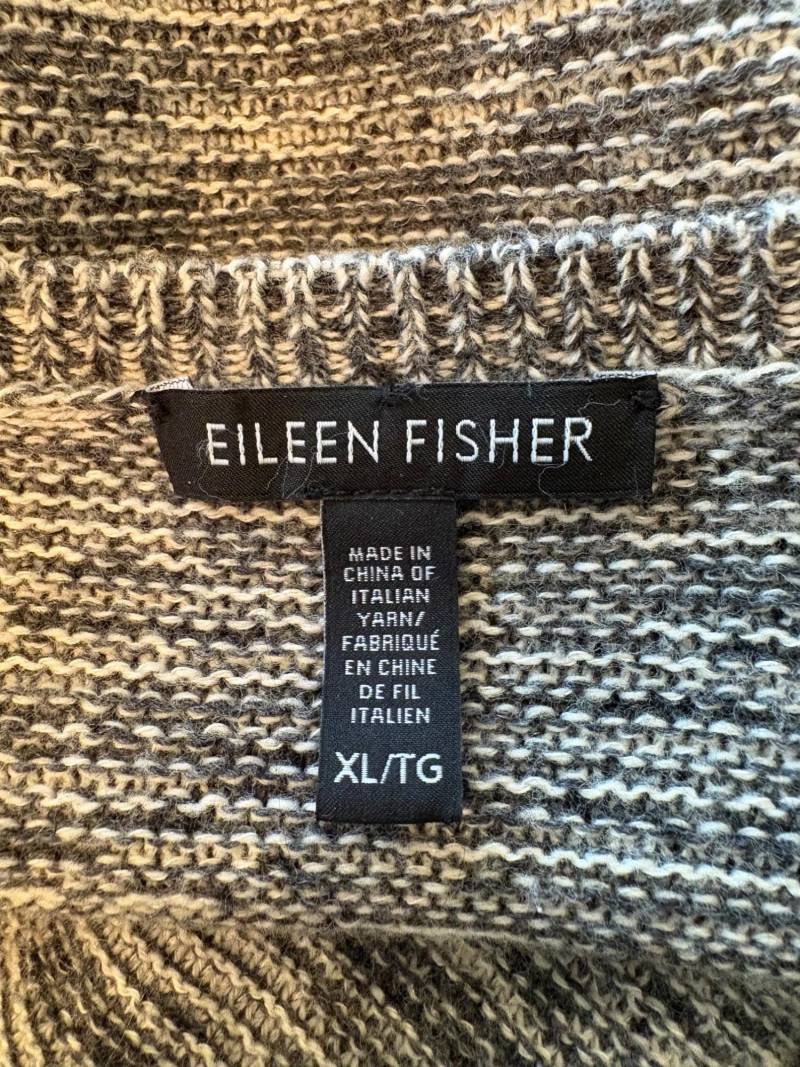 EILEEN FISHER
MADE IN
CHINA OF
ITALIAN
YARN/
FABRIQUÉ
EN CHINE
DE FIL
ITALIEN
XL/TG